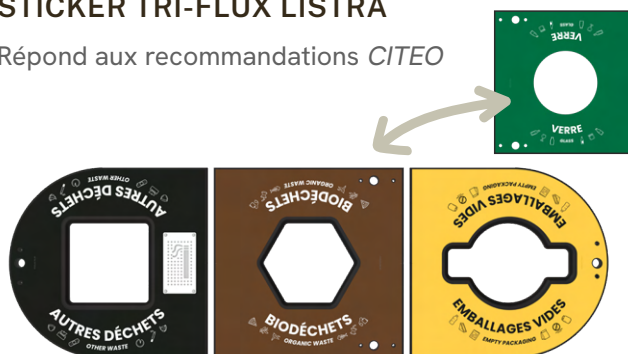 STICKER TRI-FLUX LISTRA
Répond aux recommandations CITEO
VERRE
VERRE
GLASS
OTHER WASTE
AUTRES DÉCHETS
AUTRES DÉCHETS
OTHER WASTE
ORGANIC WASTE
BIODÉCHETS
BIODÉCHETS
ORGANIC WASTE
EMPTY PACKAGING
EMBALLAGES VIDES
EMBALLAGES VIDES
EMPTY PACKAGING